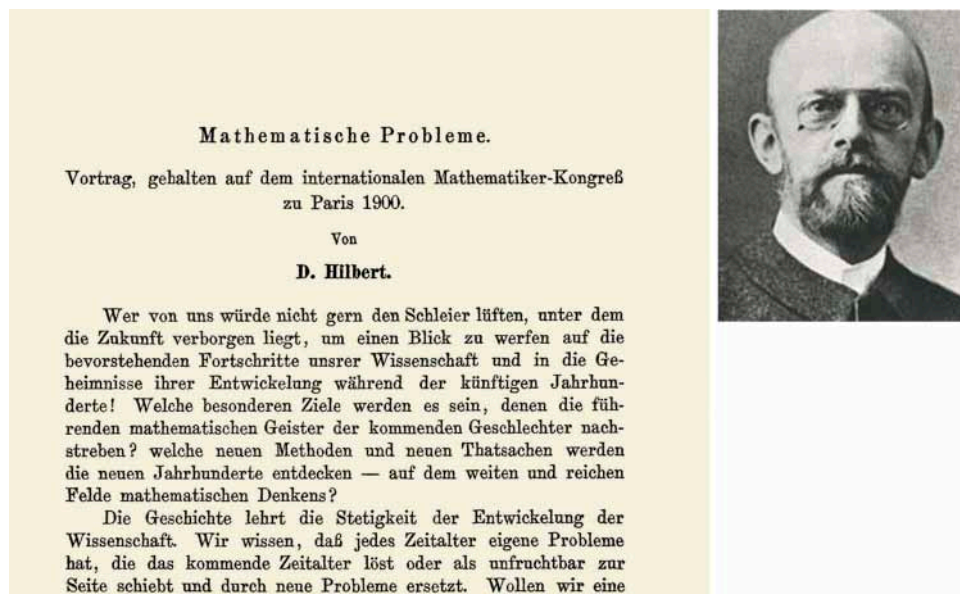 Mathematische Probleme.
Vortrag, gehalten auf dem internationalen Mathematiker-Kongreß
zu Paris 1900.
Von
D. Hilbert.
Wer von uns würde nicht gern den Schleier lüften, unter dem
die Zukunft verborgen liegt, um einen Blick zu werfen auf die
bevorstehenden Fortschritte unsrer Wissenschaft und in die Ge-
heimnisse ihrer Entwickelung während der künftigen Jahrhun-
derte! Welche besonderen Ziele werden es sein, denen die füh-
renden mathematischen Geister der kommenden Geschlechter nach-
streben? welche neuen Methoden und neuen Thatsachen werden
die neuen Jahrhunderte entdecken — auf dem weiten und reichen
Felde mathematischen Denkens?
Die Geschichte lehrt die Stetigkeit der Entwickelung der
Wissenschaft. Wir wissen, daß jedes Zeitalter eigene Probleme
hat, die das kommende Zeitalter löst oder als unfruchtbar zur
Seite schiebt und durch neue Probleme ersetzt. Wollen wir eine